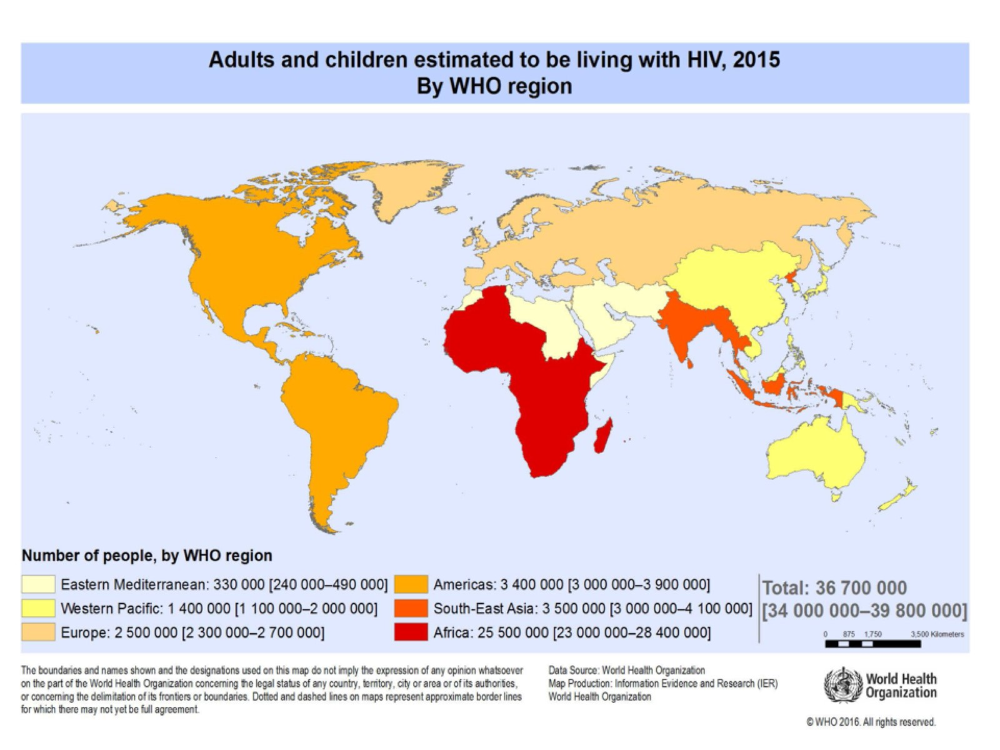 Adults and children estimated to be living with HIV, 2015
By WHO region
Number of people, by WHO region
Eastern Mediterranean: 330 000 [240 000–490 000]
Western Pacific: 1 400 000 [1 100 000–2 000 000]
Europe: 2 500 000 [2 300 000–2 700 000]
Americas: 3 400 000 [3 000 000–3 900 000]
South-East Asia: 3 500 000 [3 000 000–4 100 000]
Africa: 25 500 000 [23 000 000–28 400 000]
Total: 36 700 000
[34 000 000–39 800 000]
0 875 1,750 3,500 Kilometers
The boundaries and names shown and the designations used on this map do not imply the expression of any opinion whatsoever
on the part of the World Health Organization concerning the legal status of any country, territory, city or area or of its authorities,
or concerning the delimitation of its frontiers or boundaries. Dotted and dashed lines on maps represent approximate border lines
for which there may not yet be full agreement.
Data Source: World Health Organization
Map Production: Information Evidence and Research (IER)
World Health Organization
World Health
Organization
© WHO 2016. All rights reserved.